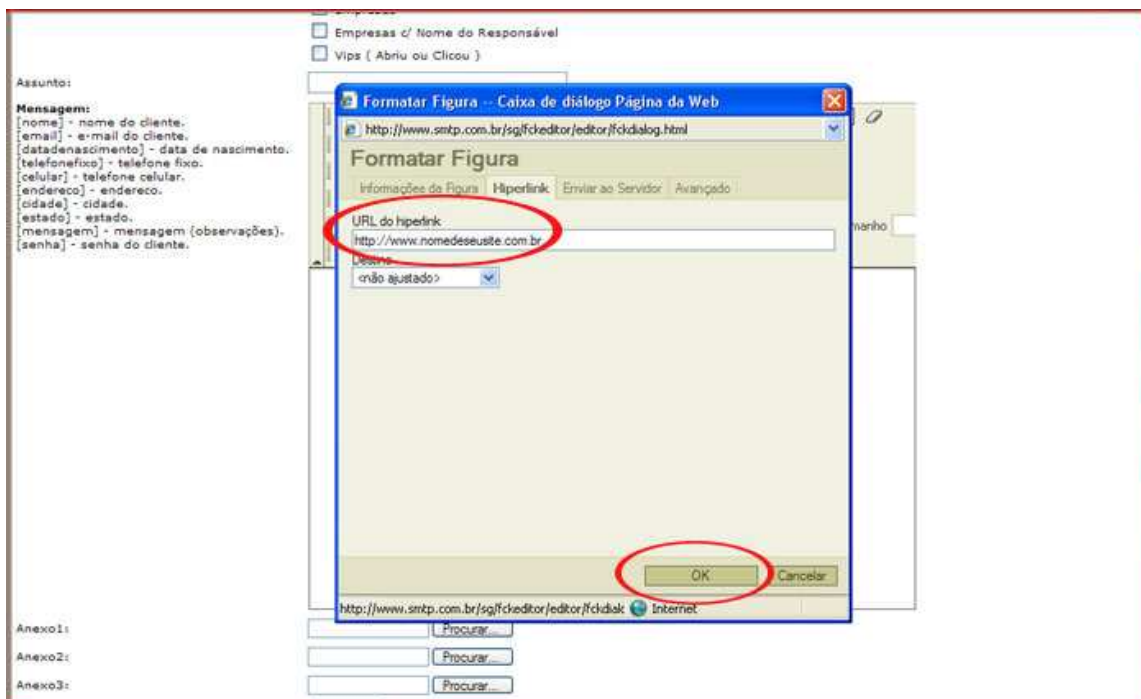 Empresas
Empresas c/ Nome do Responsável
Vips ( Abriu ou Clicou )
Assunto:
Mensagem:
[nome] - nome do cliente.
[email] - e-mail do cliente.
[datadenascimento] - data de nascimento.
[telefonefixo] - telefone fixo.
[celular] - telefone celular.
[endereco] - endereco.
[cidade] - cidade.
[estado] - estado.
[mensagem] - mensagem (observações).
[senha] - senha do cliente.
Formatar Figura -- Caixa de diálogo Página da Web
http://www.smtp.com.br/sg/fckeditor/editor/fckdialog.html
Formatar Figura
Informações da Figura Hiperlink Enviar ao Servidor Avançado
URL do hiperlink
http://www.nomedeseusite.com.br
Destino
<não ajustado>
manho
OK Cancelar
http://www.smtp.com.br/sg/fckeditor/editor/fckdiak Internet
Anexo1: Procurar...
Anexo2: Procurar...
Anexo3: Procurar...